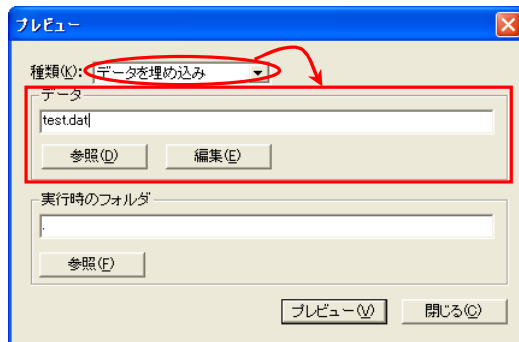 プレビュー
種類(K): データを埋め込み
データ
test.dat
参照(D) 編集(E)
実行時のフォルダ
.
参照(F)
プレビュー(V) 閉じる(C)